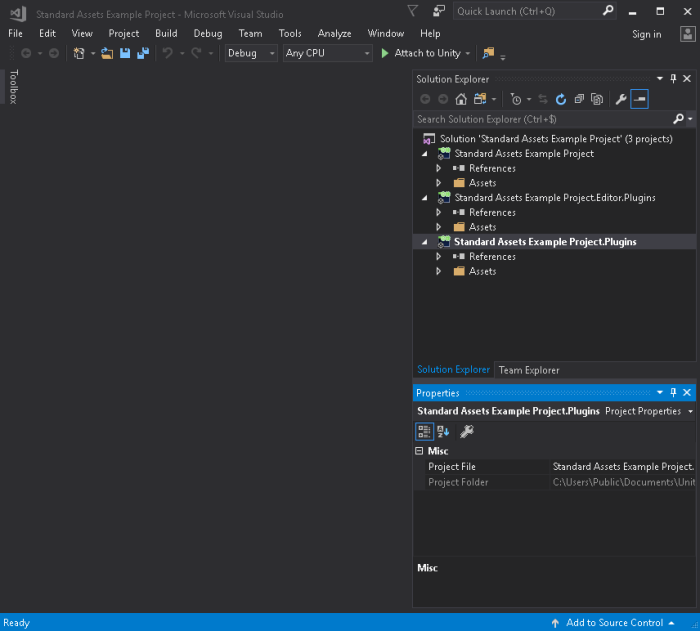 Standard Assets Example Project - Microsoft Visual Studio
Quick Launch (Ctrl+Q)
File Edit View Project Build Debug Team Tools Analyze Window Help
Sign in
Debug Any CPU Attach to Unity
Toolbox
Solution Explorer
Search Solution Explorer (Ctrl+$)
Solution 'Standard Assets Example Project' (3 projects)
Standard Assets Example Project
References
Assets
Standard Assets Example Project.Editor.Plugins
References
Assets
Standard Assets Example Project.Plugins
References
Assets
Solution Explorer Team Explorer
Properties
Standard Assets Example Project.Plugins Project Properties
Misc
Project File Standard Assets Example Project.
Project Folder C:\Users\Public\Documents\Unit
Misc
Ready
Add to Source Control